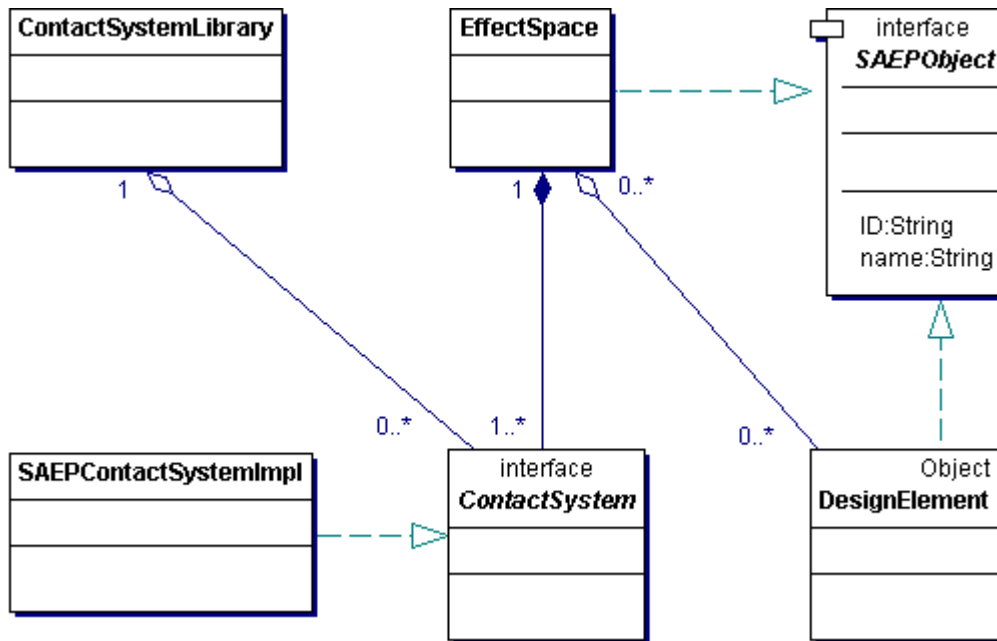 ContactSystemLibrary
EffectSpace
interface
SAEPObject
ID:String
name:String
1
1
0..*
0..*
1..*
0..*
SAEPContactSystemImpl
interface
ContactSystem
Object
DesignElement